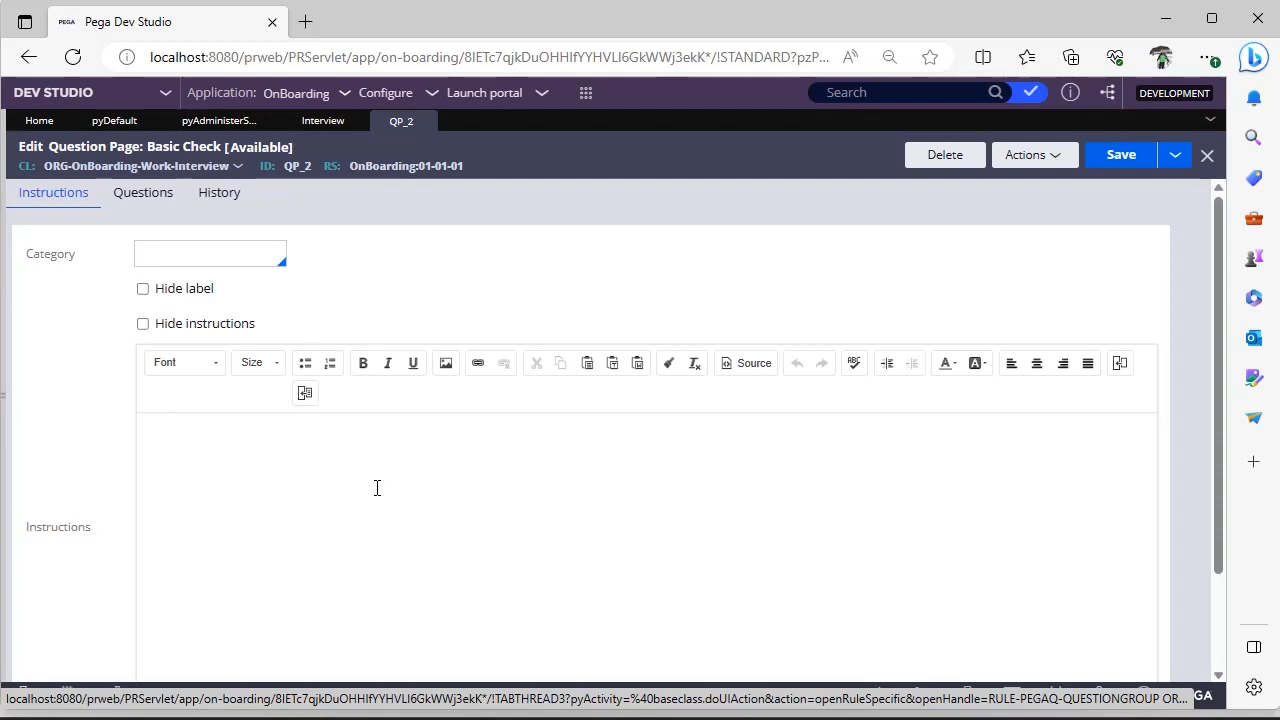 PEGA Pega Dev Studio
localhost:8080/prweb/PRServlet/app/on-boarding/8IETc7qjkDuOHHIfYYHVLI6GkWWj3ekK*/!STANDARD?pzP...
DEV STUDIO Application: OnBoarding Configure Launch portal Search DEVELOPMENT
Home pyDefault pyAdministerS... Interview QP_2
Edit Question Page: Basic Check [Available]
CL: ORG-OnBoarding-Work-Interview ID: QP_2 RS: OnBoarding:01-01-01
Delete Actions Save
Instructions Questions History
Category
Hide label
Hide instructions
Font Size B I U Source
Instructions
localhost:8080/prweb/PRServlet/app/on-boarding/8IETc7qjkDuOHHIfYYHVLI6GkWWj3ekK*/!TARTHREAD3?pyActivity=%40baseclass.doUIAction&action=openRuleSpecific&openHandle=RULE-PEGAQ-QUESTIONGROUP OR...